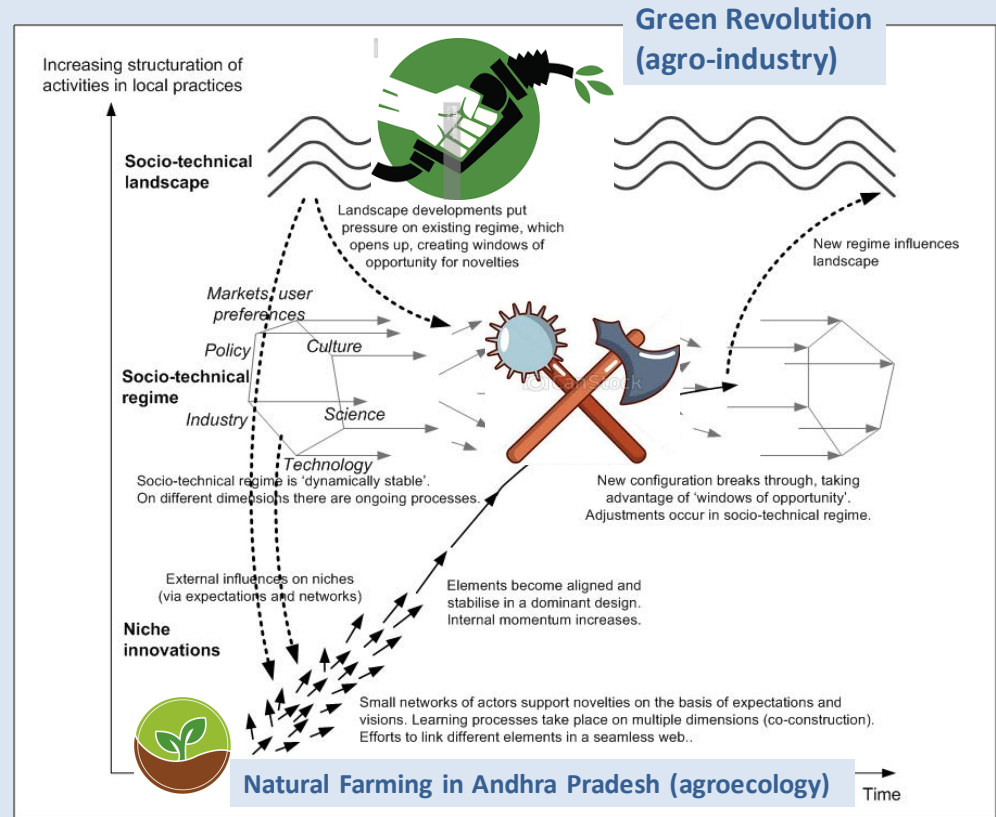 Green Revolution
(agro-industry)
Increasing structuration of
activities in local practices
Socio-technical
landscape
Landscape developments put
pressure on existing regime, which
opens up, creating windows of
opportunity for novelties
New regime influences
landscape
Markets, user
preferences
Policy
Culture
Socio-technical
regime
Industry
Science
Technology
CanStock
Socio-technical regime is ‘dynamically stable’.
On different dimensions there are ongoing processes.
New configuration breaks through, taking
advantage of ‘windows of opportunity’.
Adjustments occur in socio-technical regime.
External influences on niches
(via expectations and networks)
Elements become aligned and
stabilise in a dominant design.
Internal momentum increases.
Niche
innovations
Small networks of actors support novelties on the basis of expectations and
visions. Learning processes take place on multiple dimensions (co-construction).
Efforts to link different elements in a seamless web..
Natural Farming in Andhra Pradesh (agroecology)
Time